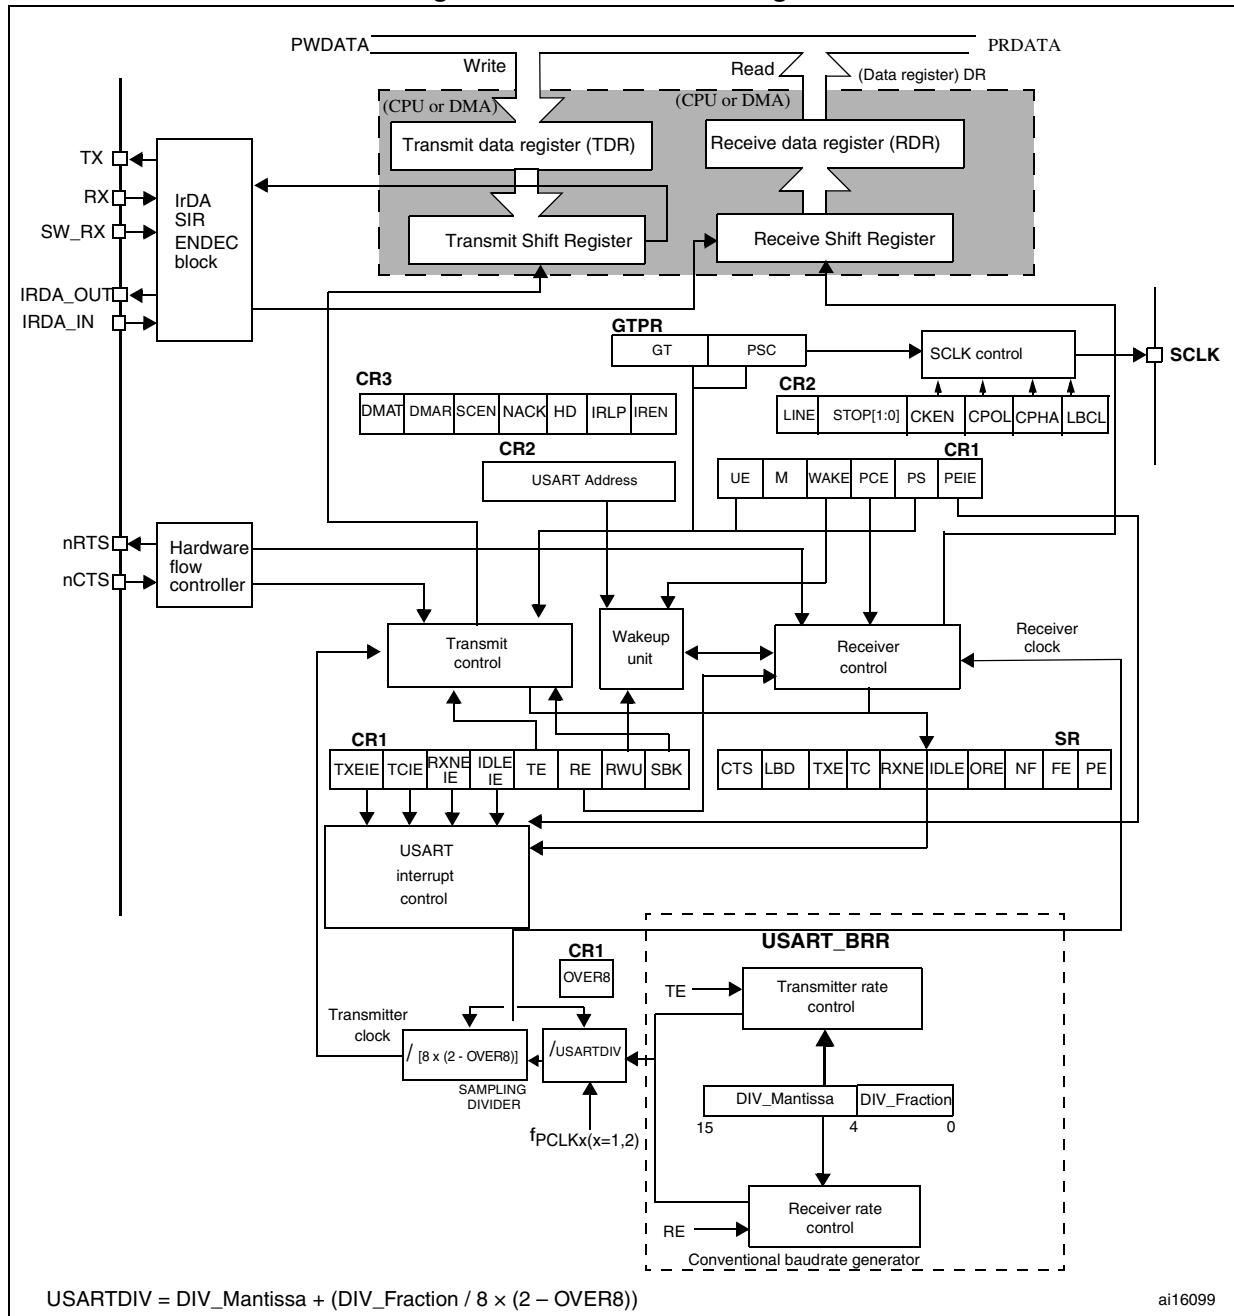 PWDATA
PRDATA
Write
Read
(Data register) DR
(CPU or DMA)
(CPU or DMA)
Transmit data register (TDR)
Receive data register (RDR)
TX
RX
SW_RX
IRDA_OUT
IRDA_IN
IrDA
SIR
ENDEC
block
Transmit Shift Register
Receive Shift Register
GTPR
GT
PSC
SCLK control
SCLK
CR3
DMAT DMAR SCEN NACK HD IRLP IREN
CR2
LINE STOP[1:0] CKEN CPOL CPHA LBCL
CR2
USART Address
CR1
UE M WAKE PCE PS PEIE
nRTS
nCTS
Hardware
flow
controller
Transmit
control
Wakeup
unit
Receiver
control
Receiver
clock
CR1
TXEIE TCIE RXNE IE IDLE IE TE RE RWU SBK
SR
CTS LBD TXE TC RXNE IDLE ORE NF FE PE
USART
interrupt
control
USART_BRR
CR1
OVER8
TE
Transmitter rate
control
Transmitter
clock
/ [8 x (2 - OVER8)]
/USARTDIV
SAMPLING
DIVIDER
fPCLKx(x=1,2)
DIV_Mantissa
DIV_Fraction
15
4
0
Receiver rate
control
RE
Conventional baudrate generator
USARTDIV = DIV_Mantissa + (DIV_Fraction / 8 × (2 – OVER8))
ai16099